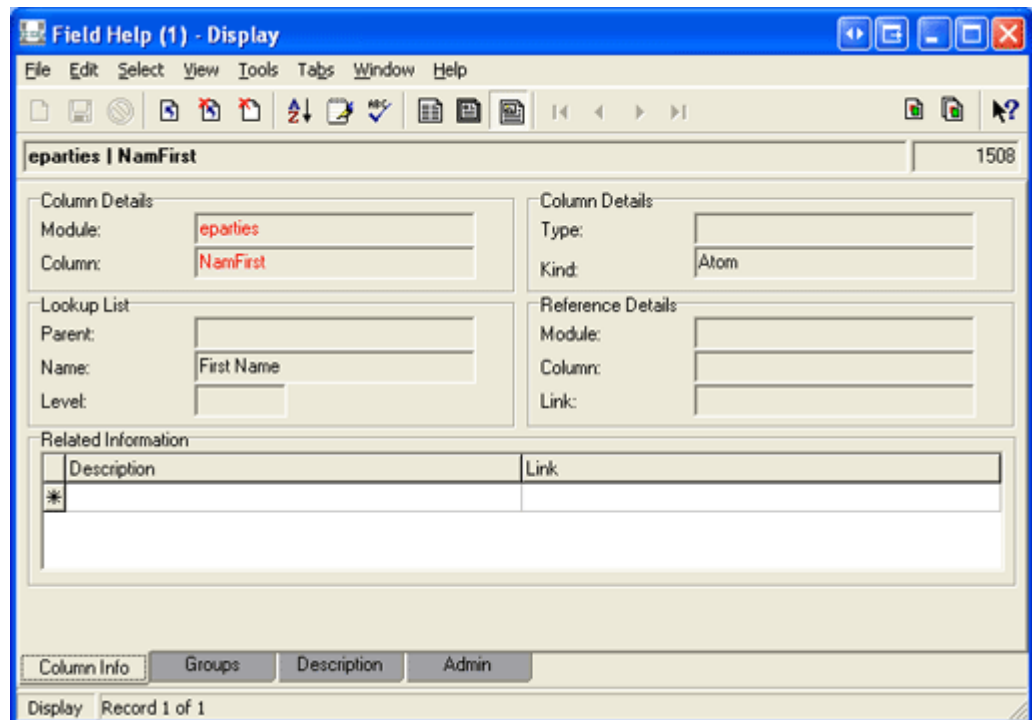 Field Help (1) - Display
File Edit Select View Tools Tabs Window Help
eparties | NamFirst 1508
Column Details Column Details
Module: eparties Type:
Column: NamFirst Kind: Atom
Lookup List Reference Details
Parent: Module:
Name: First Name Column:
Level: Link:
Related Information
Description Link
Column Info Groups Description Admin
Display Record 1 of 1